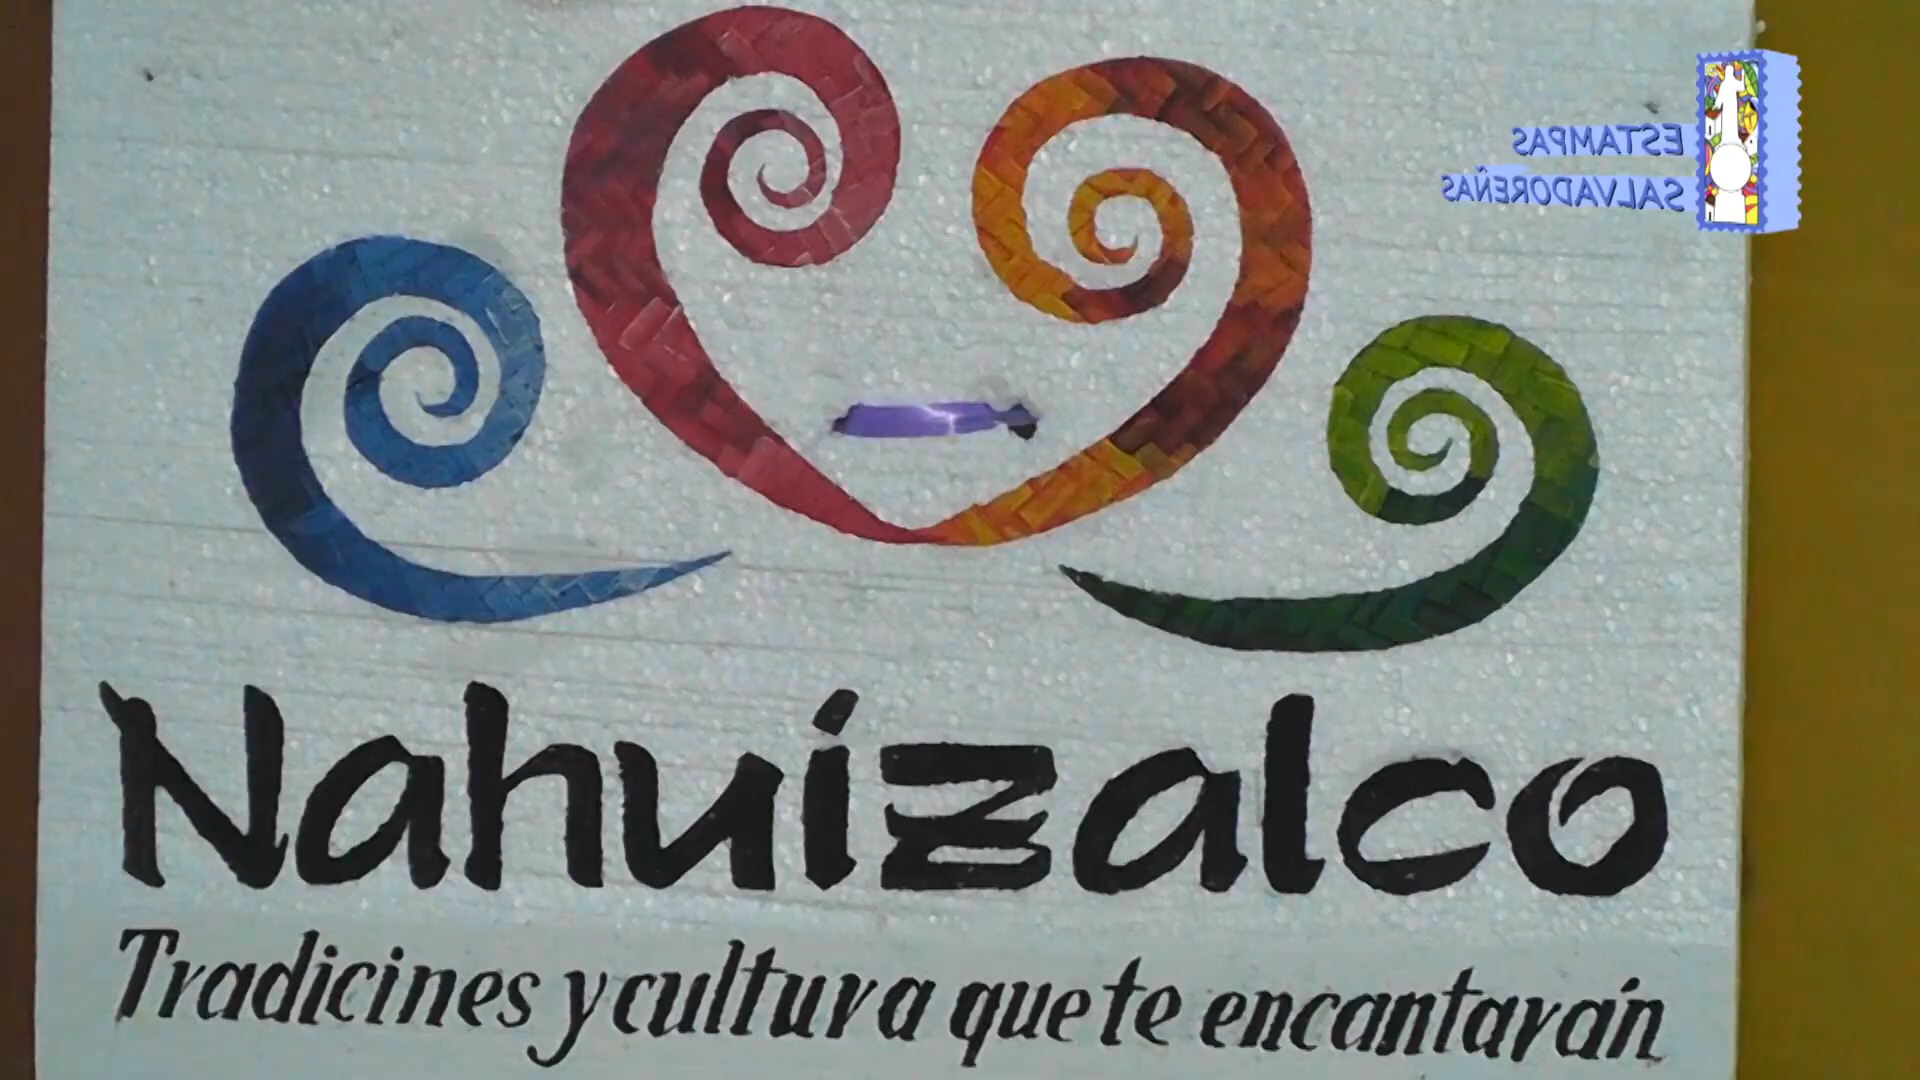 ESTAMPAS
SALVADOREÑAS
Nahuizalco
Tradicines y cultura que te encantarán